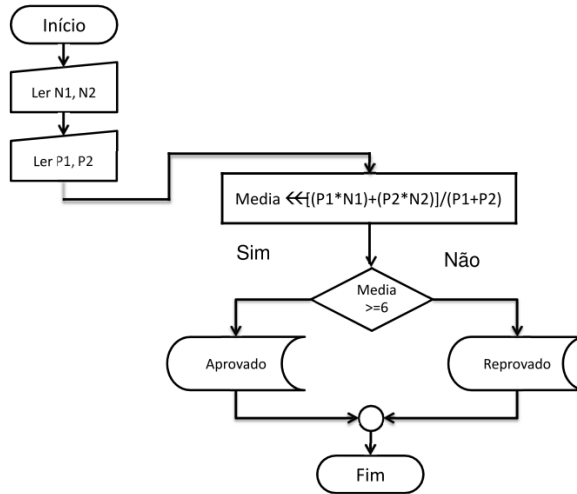 Início
Ler N1, N2
Ler P1, P2
Media ⋘[(P1*N1)+(P2*N2)]/(P1+P2)
Sim
Não
Media
>=6
Aprovado
Reprovado
Fim